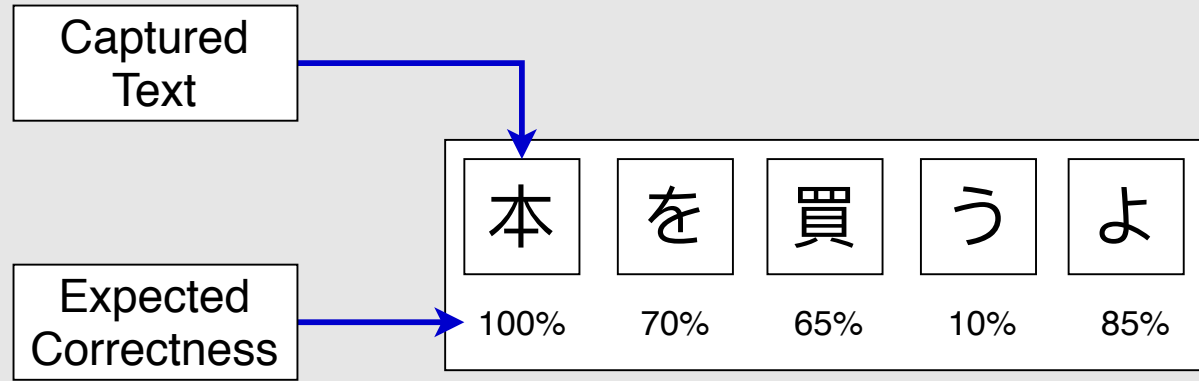 Captured
Text
本 を 買 う よ
Expected
Correctness
100% 70% 65% 10% 85%